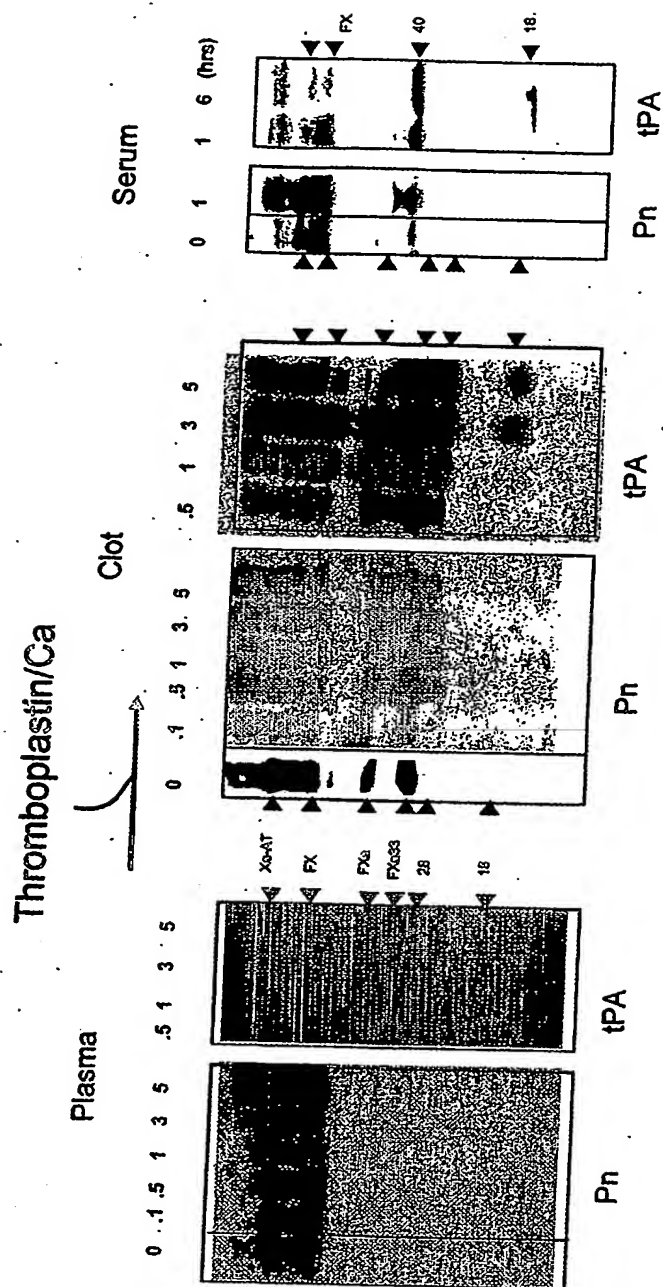 Thromboplastin/Ca
Plasma
Clot
Serum
0 .1 .5 1 3 5
.5 1 3 5
0 .1 .5 1 3 5
.5 1 3 5
0 1
1 6 (hrs)
Xa-AT
FX
FXa
FXa33
28
18
FX
40
18
Pn
tPA
Pn
tPA
Pn
tPA